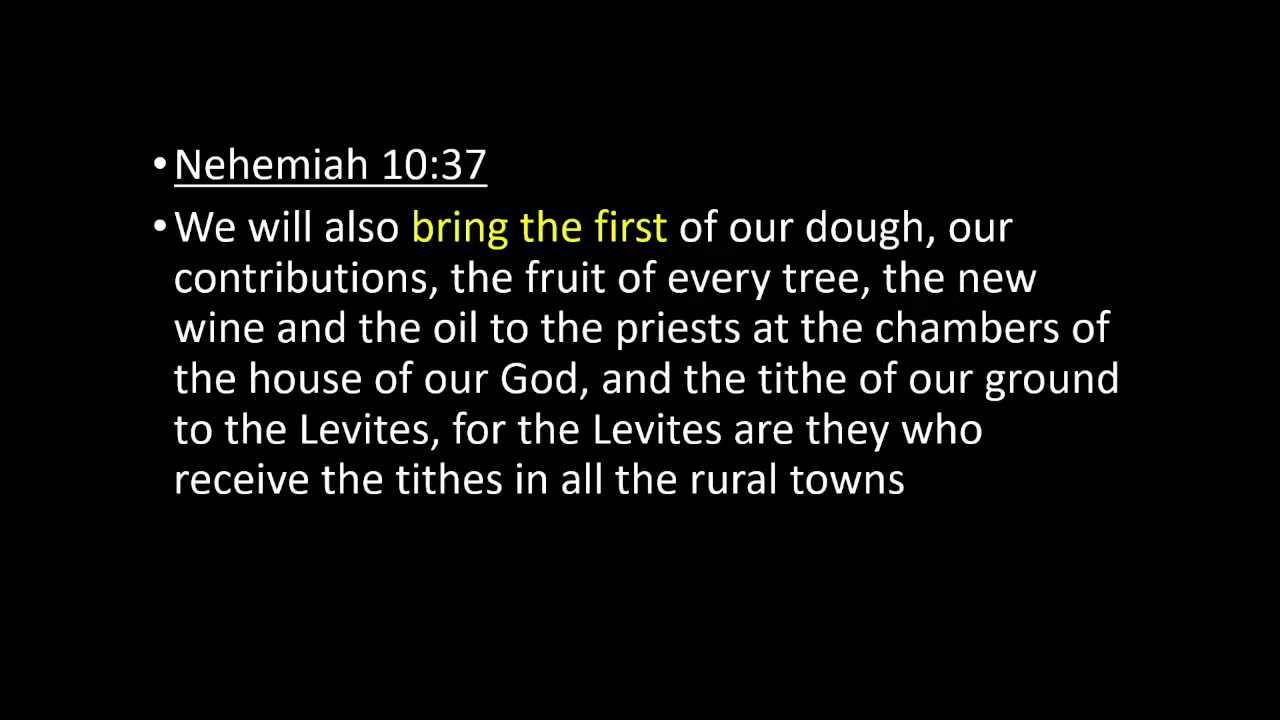 •Nehemiah 10:37
•We will also bring the first of our dough, our
contributions, the fruit of every tree, the new
wine and the oil to the priests at the chambers of
the house of our God, and the tithe of our ground
to the Levites, for the Levites are they who
receive the tithes in all the rural towns